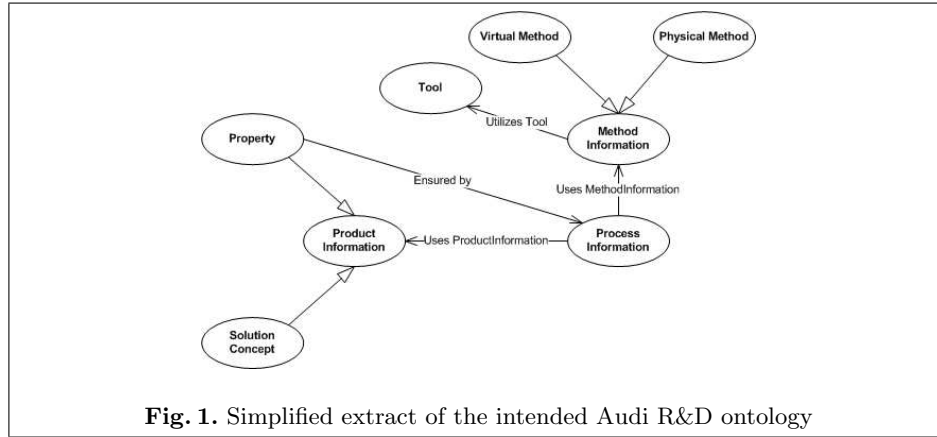 Virtual Method
Physical Method
Tool
Utilizes Tool
Method
Information
Property
Ensured by
Uses MethodInformation
Product
Information
Uses ProductInformation
Process
Information
Solution
Concept
Fig. 1. Simplified extract of the intended Audi R&D ontology